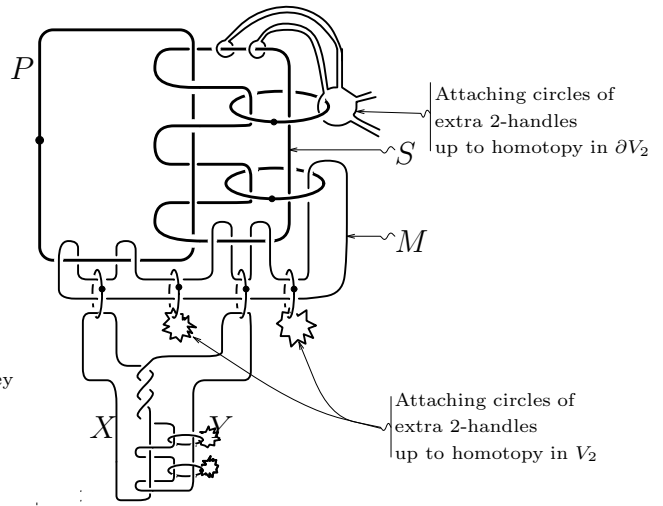 P
Attaching circles of
extra 2-handles
up to homotopy in ∂V₂
S
M
ey
X Y
Attaching circles of
extra 2-handles
up to homotopy in V₂